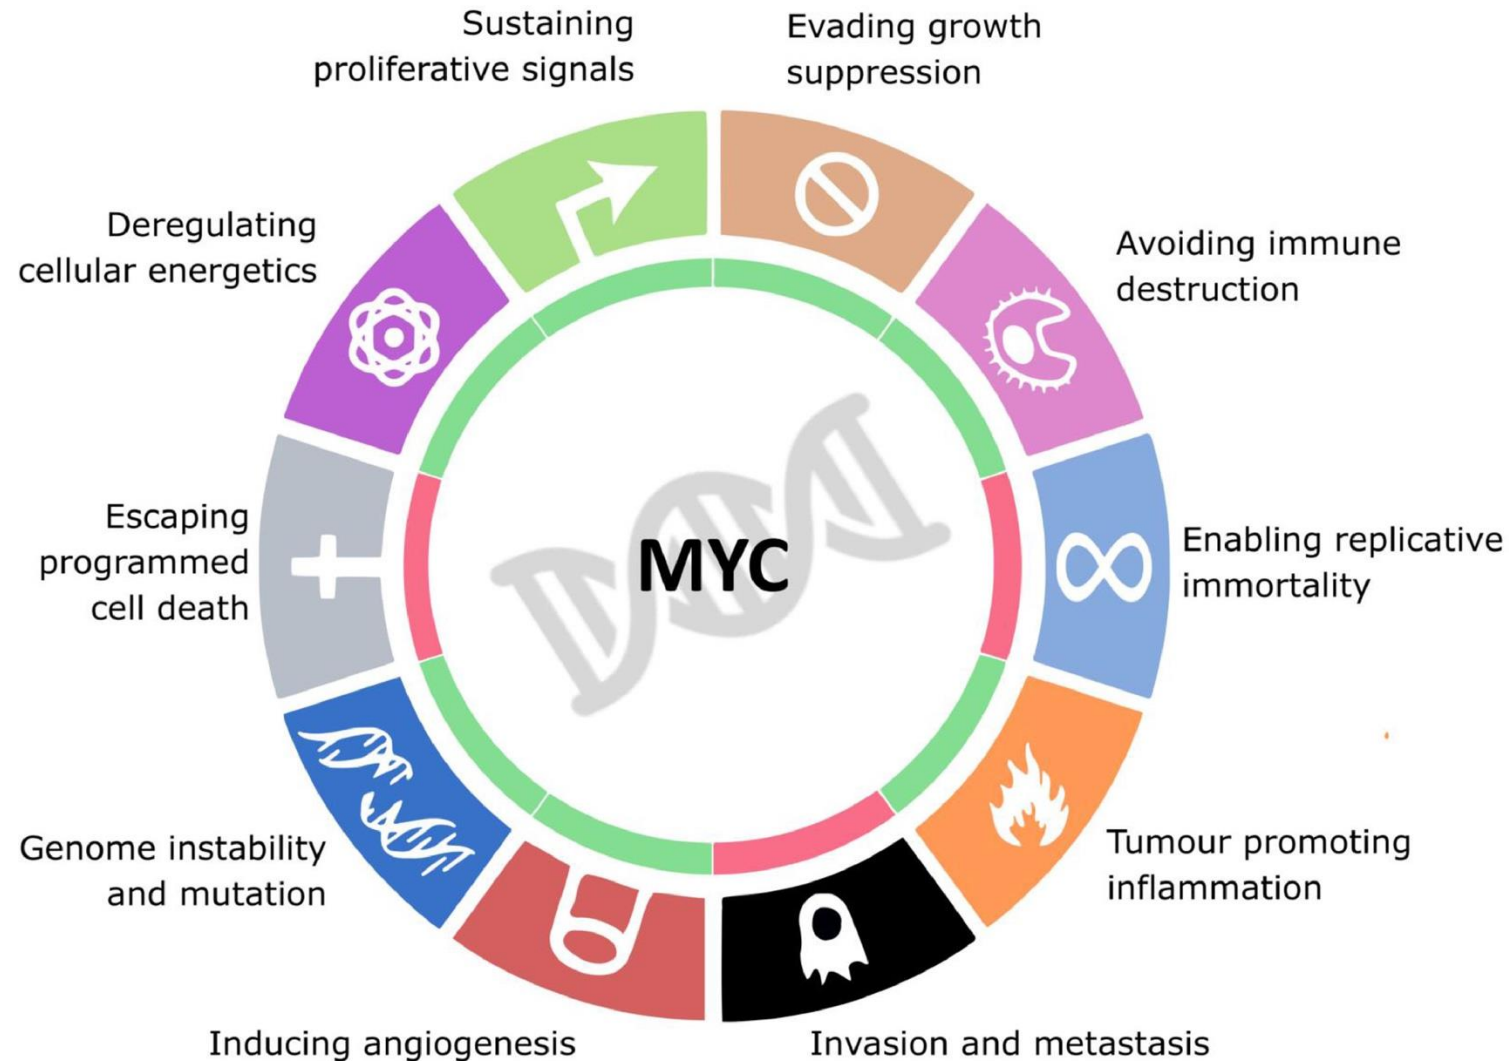 Sustaining
proliferative signals
Evading growth
suppression
Deregulating
cellular energetics
Avoiding immune
destruction
Escaping
programmed
cell death
MYC
Enabling replicative
immortality
Genome instability
and mutation
Tumour promoting
inflammation
Inducing angiogenesis
Invasion and metastasis